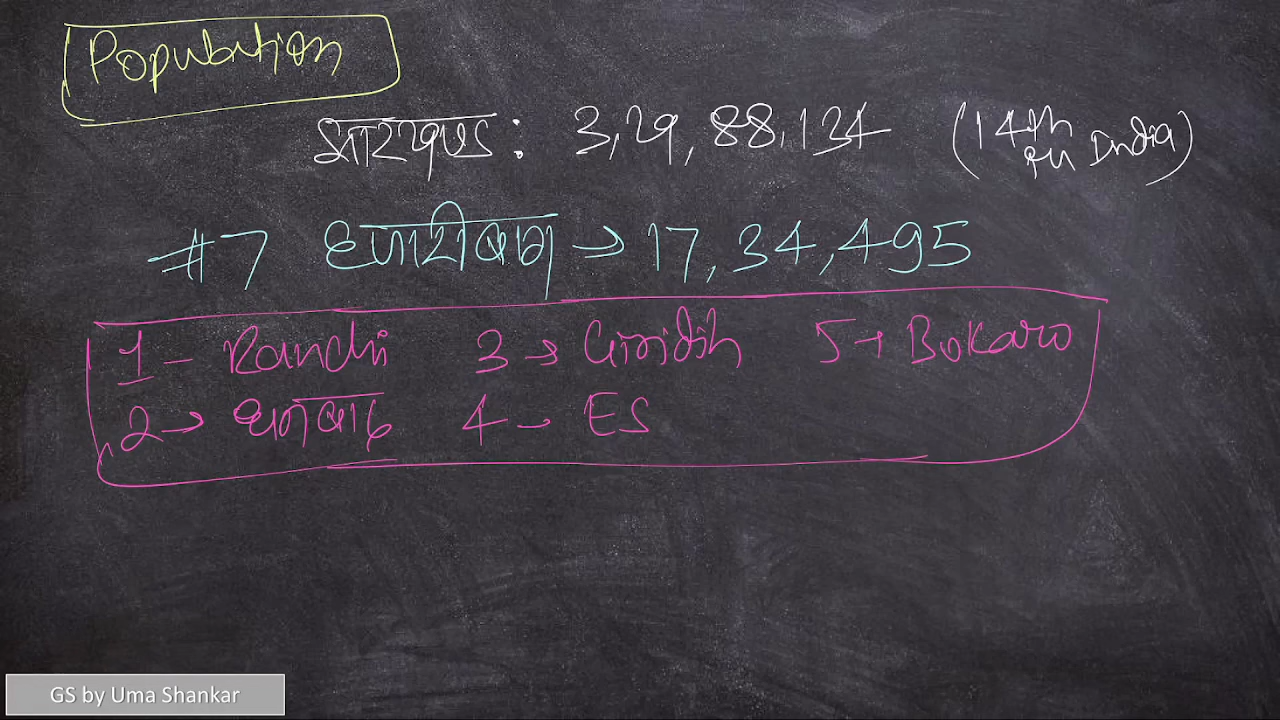 Population
झारखण्ड : 3,29,88,134 (14th in India)
#7 हजारीबाग → 17,34,495
1 - Ranchi 3 → Giridih 5 → Bokaro
2 → धनबाद 4 → ES
GS by Uma Shankar